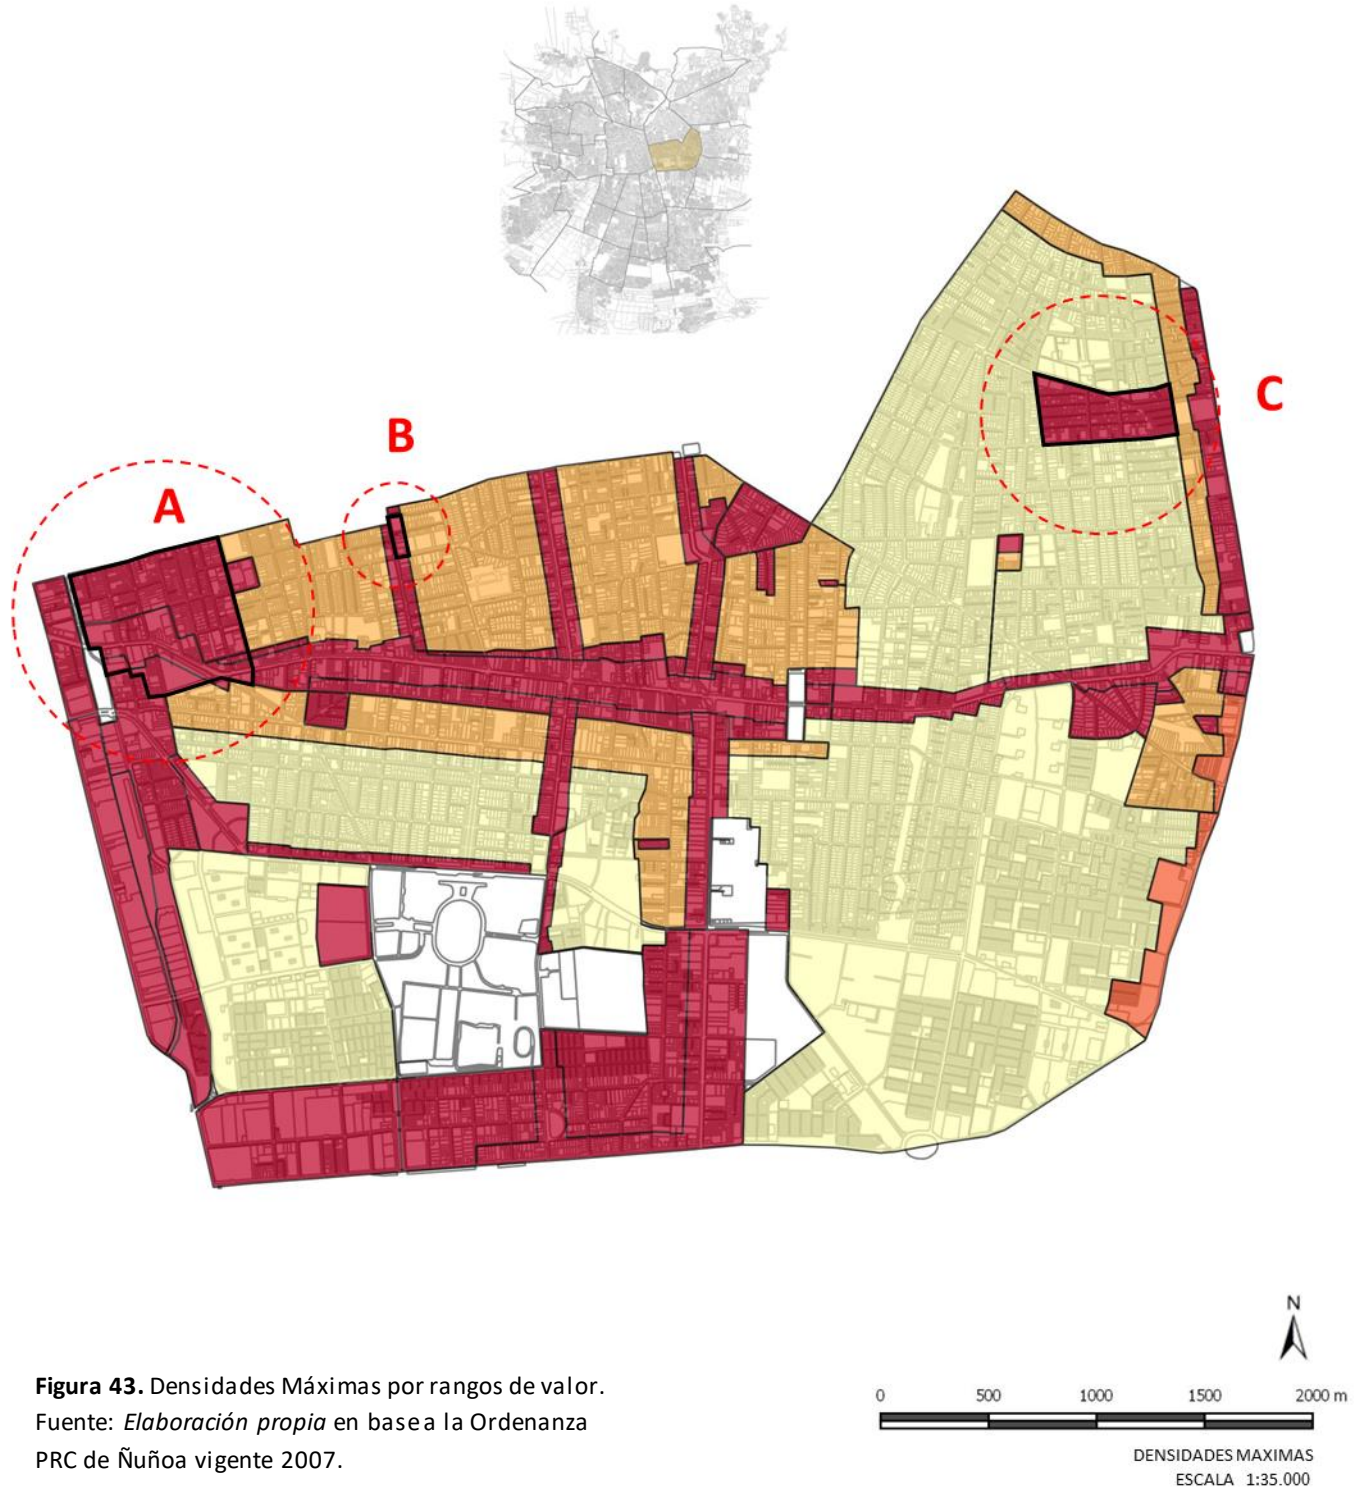 C
B
A
N
Figura 43. Densidades Máximas por rangos de valor.
Fuente: Elaboración propia en base a la Ordenanza
PRC de Ñuñoa vigente 2007.
0 500 1000 1500 2000 m
DENSIDADES MAXIMAS
ESCALA 1:35.000